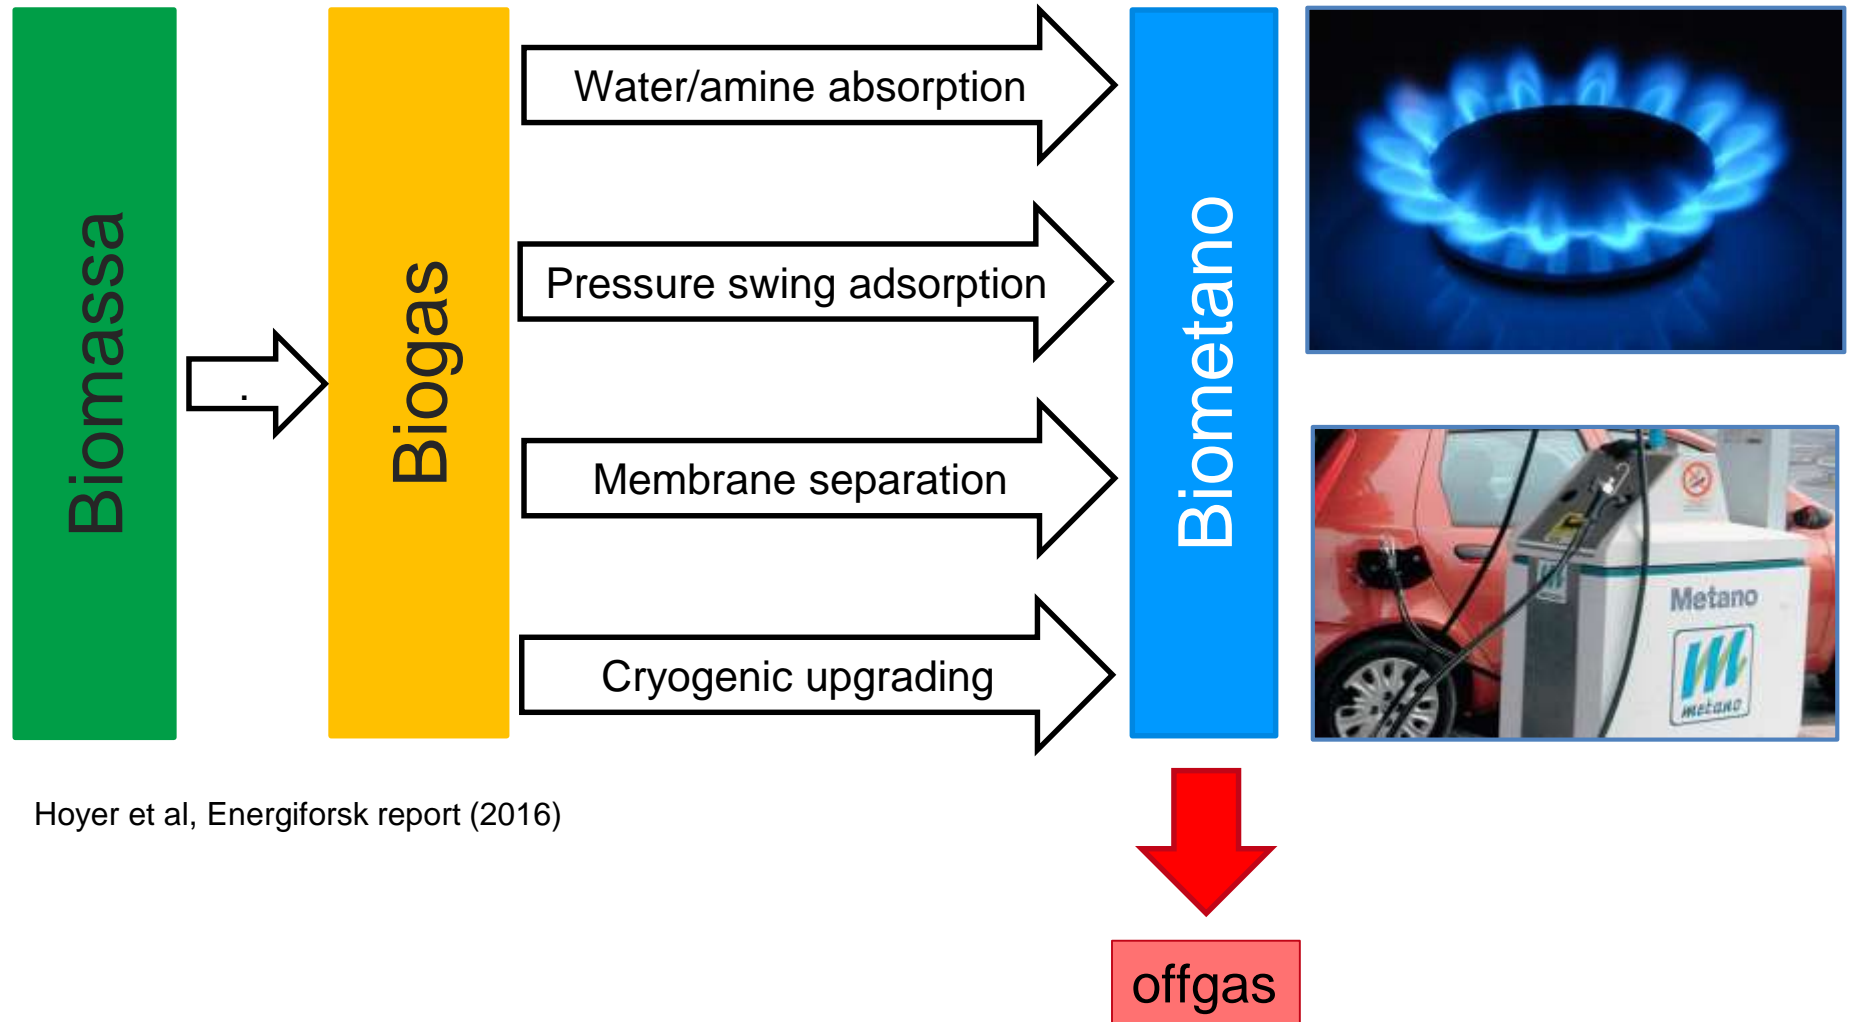 Biomassa
.
Biogas
Water/amine absorption
Pressure swing adsorption
Membrane separation
Cryogenic upgrading
Biometano
Metano
metano
Hoyer et al, Energiforsk report (2016)
offgas